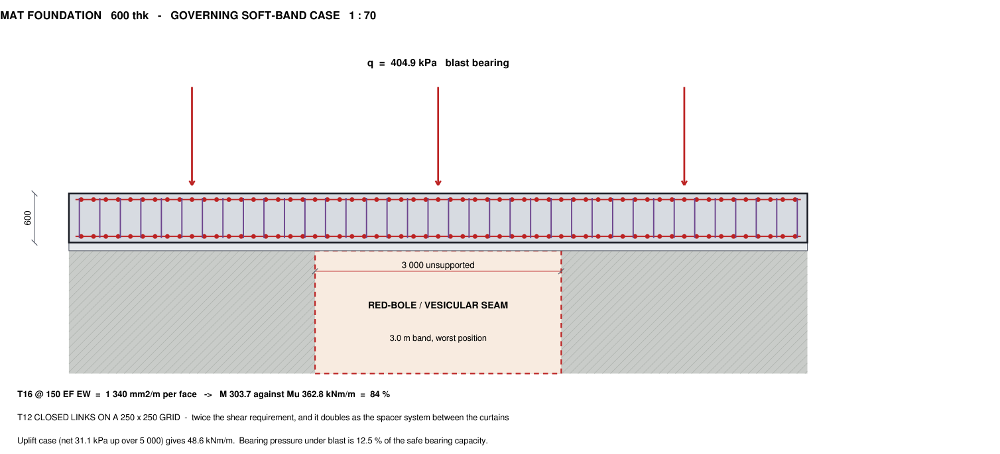 MAT FOUNDATION 600 thk - GOVERNING SOFT-BAND CASE 1 : 70
q = 404.9 kPa blast bearing
600
3 000 unsupported
RED-BOLE / VESICULAR SEAM
3.0 m band, worst position
T16 @ 150 EF EW = 1 340 mm2/m per face -> M 303.7 against Mu 362.8 kNm/m = 84 %
T12 CLOSED LINKS ON A 250 x 250 GRID - twice the shear requirement, and it doubles as the spacer system between the curtains
Uplift case (net 31.1 kPa up over 5 000) gives 48.6 kNm/m. Bearing pressure under blast is 12.5 % of the safe bearing capacity.